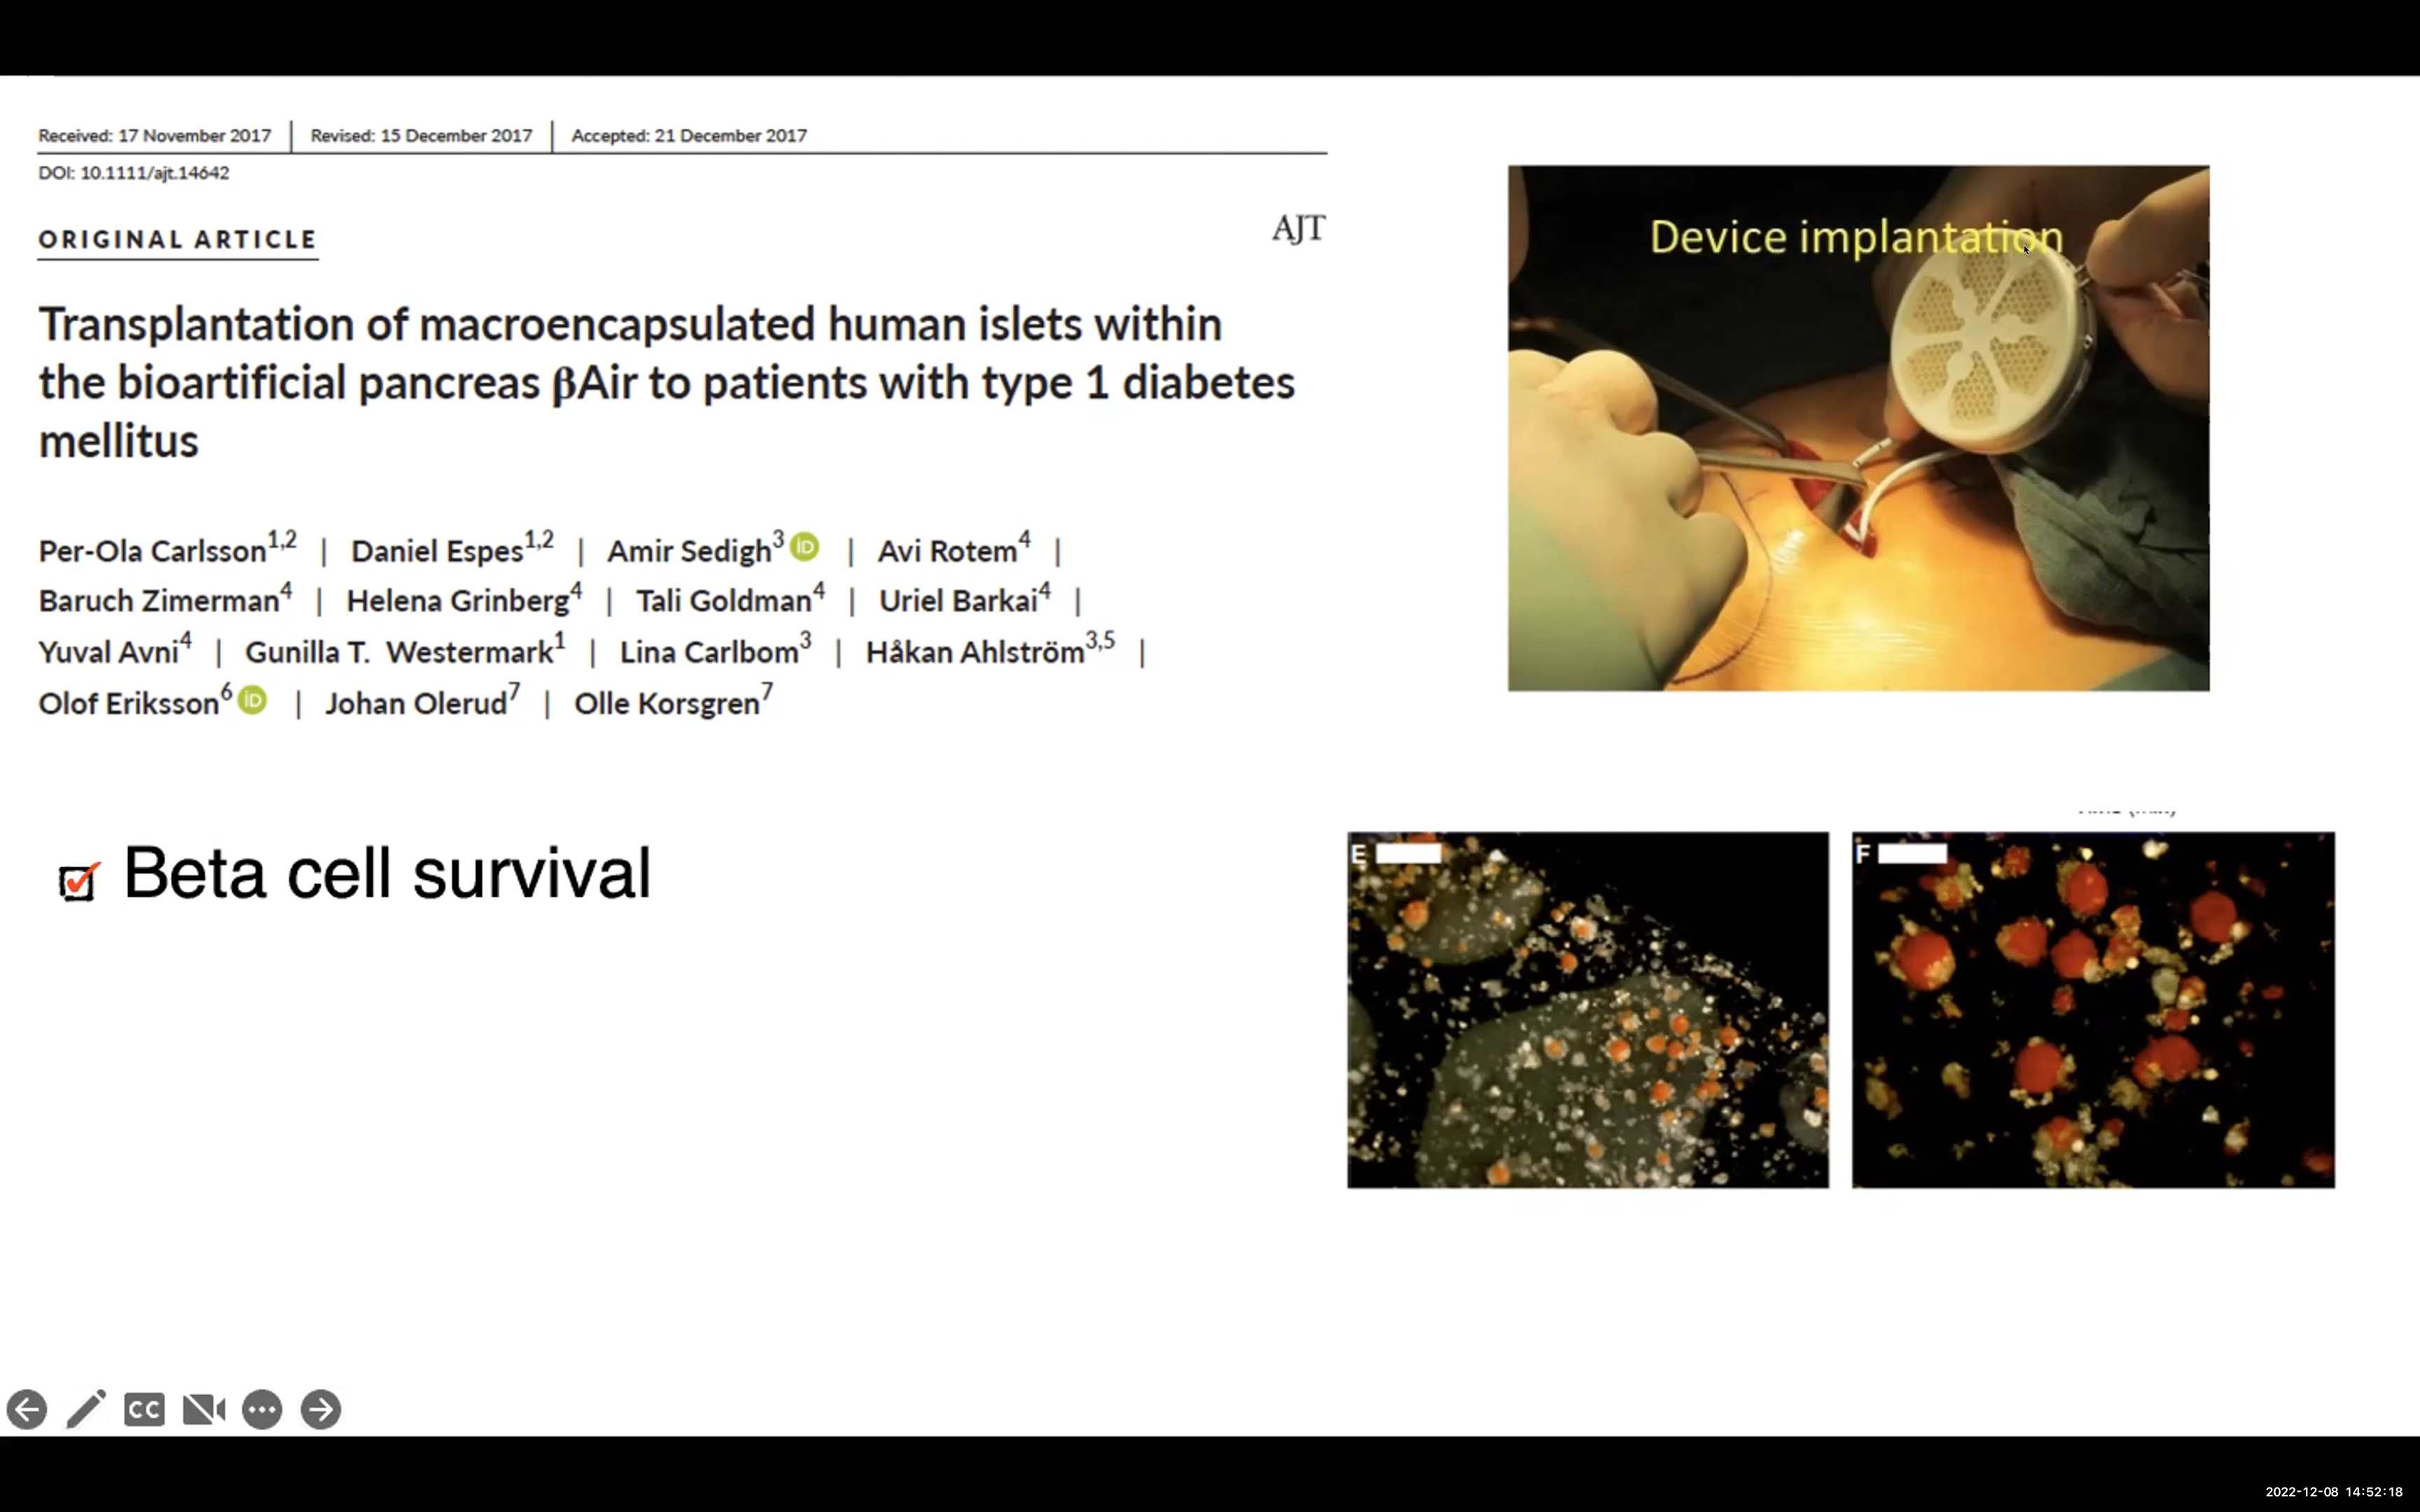 Received: 17 November 2017 | Revised: 15 December 2017 | Accepted: 21 December 2017
DOI: 10.1111/ajt.14642
ORIGINAL ARTICLE
AJT
Transplantation of macroencapsulated human islets within
the bioartificial pancreas βAir to patients with type 1 diabetes
mellitus
Per-Ola Carlsson1,2 | Daniel Espes1,2 | Amir Sedigh3 iD | Avi Rotem4 |
Baruch Zimerman4 | Helena Grinberg4 | Tali Goldman4 | Uriel Barkai4 |
Yuval Avni4 | Gunilla T. Westermark1 | Lina Carlbom3 | Håkan Ahlström3,5 |
Olof Eriksson6 iD | Johan Olerud7 | Olle Korsgren7
Device implantation
Beta cell survival
E
F
CC
2022-12-08 14:52:18